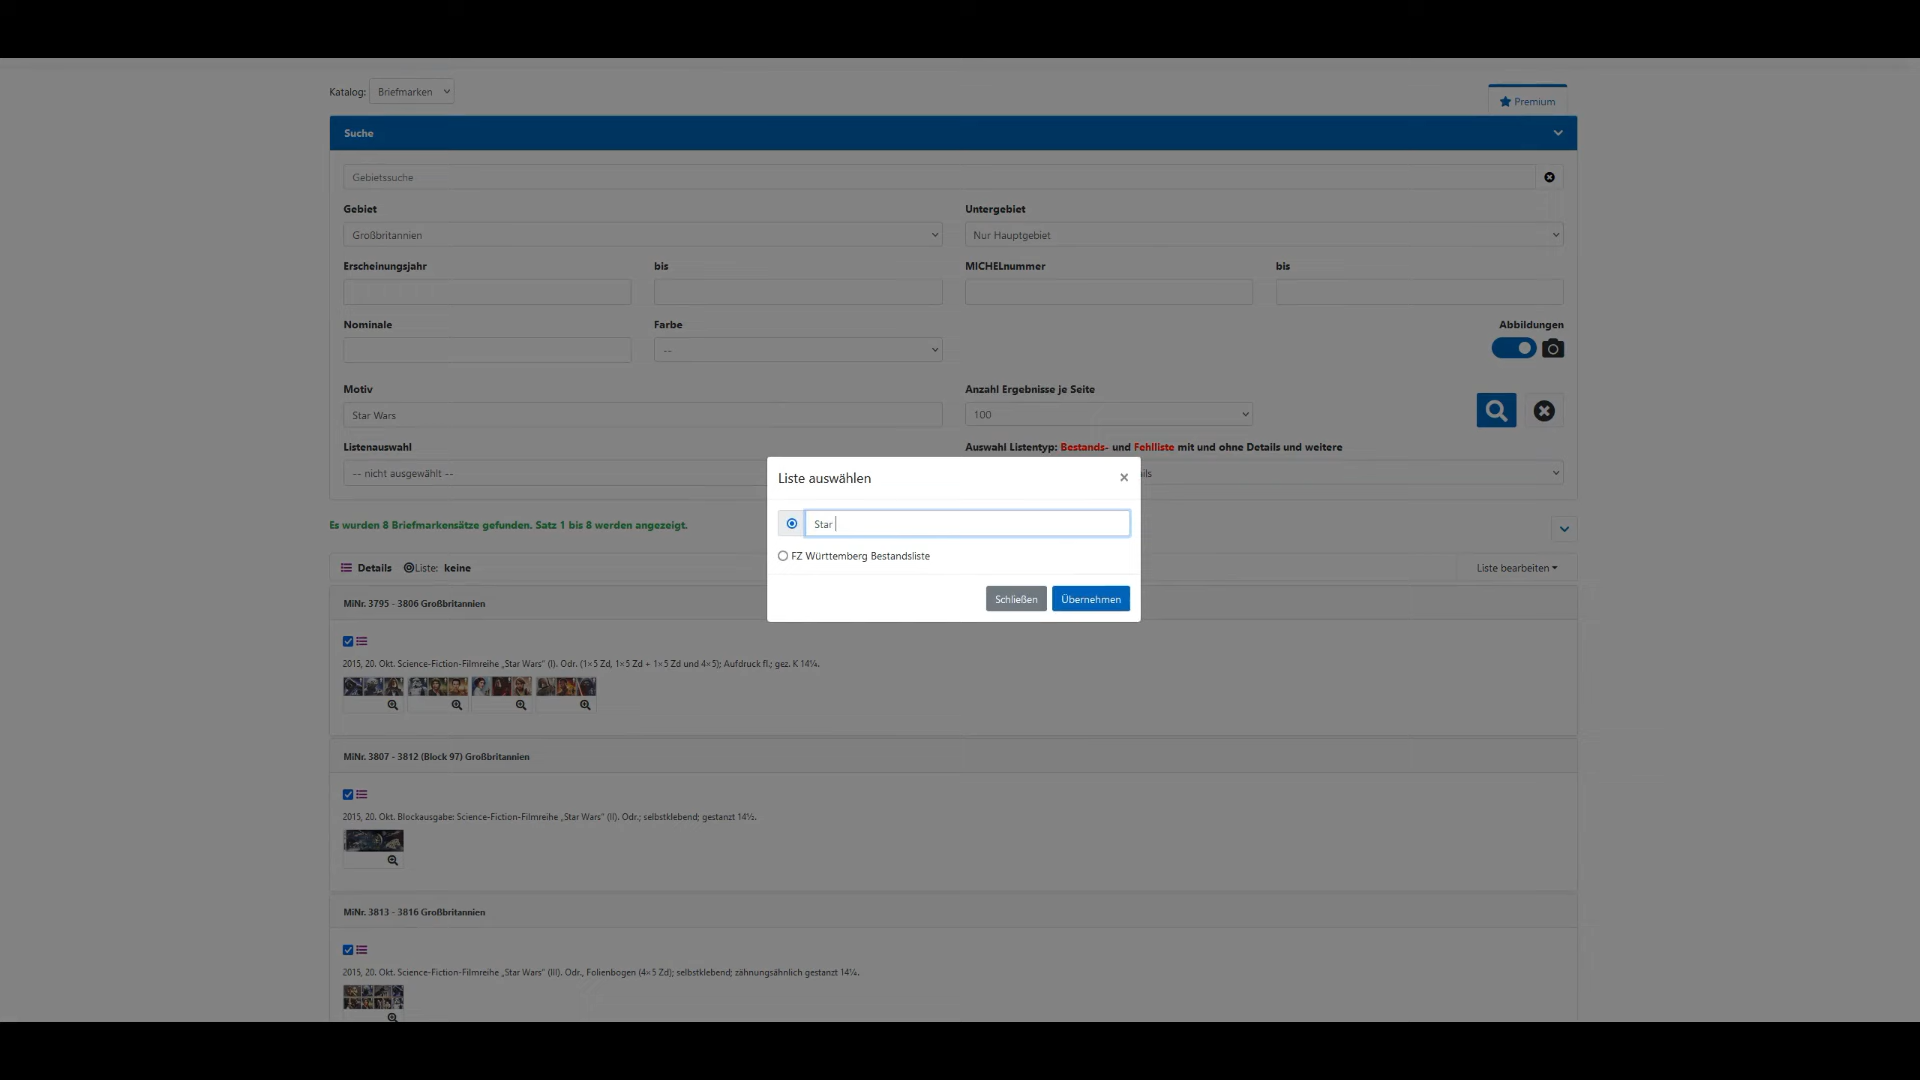 Katalog: Briefmarken
Premium
Suche
Gebietssuche
Gebiet
Untergebiet
Großbritannien
Nur Hauptgebiet
Erscheinungsjahr
bis
MICHELnummer
bis
Nominale
Farbe
Abbildungen
--
Motiv
Anzahl Ergebnisse je Seite
Star Wars
100
Listenauswahl
Auswahl Listentyp: Bestands- und Fehlliste mit und ohne Details und weitere
-- nicht ausgewählt --
Liste auswählen
×
Star
FZ Württemberg Bestandsliste
Schließen
Übernehmen
Es wurden 8 Briefmarkensätze gefunden. Satz 1 bis 8 werden angezeigt.
Details Liste: keine
Liste bearbeiten
MiNr. 3795 - 3806 Großbritannien
2015, 20. Okt. Science-Fiction-Filmreihe „Star Wars“ (I). Odr. (1×5 Zd, 1×5 Zd + 1×5 Zd und 4×5); Aufdruck fl.; gez. K 14¼.
MiNr. 3807 - 3812 (Block 97) Großbritannien
2015, 20. Okt. Blockausgabe: Science-Fiction-Filmreihe „Star Wars“ (II). Odr.; selbstklebend; gestanzt 14½.
MiNr. 3813 - 3816 Großbritannien
2015, 20. Okt. Science-Fiction-Filmreihe „Star Wars“ (III). Odr., Folienbogen (4×5 Zd); selbstklebend; zähnungsähnlich gestanzt 14¼.